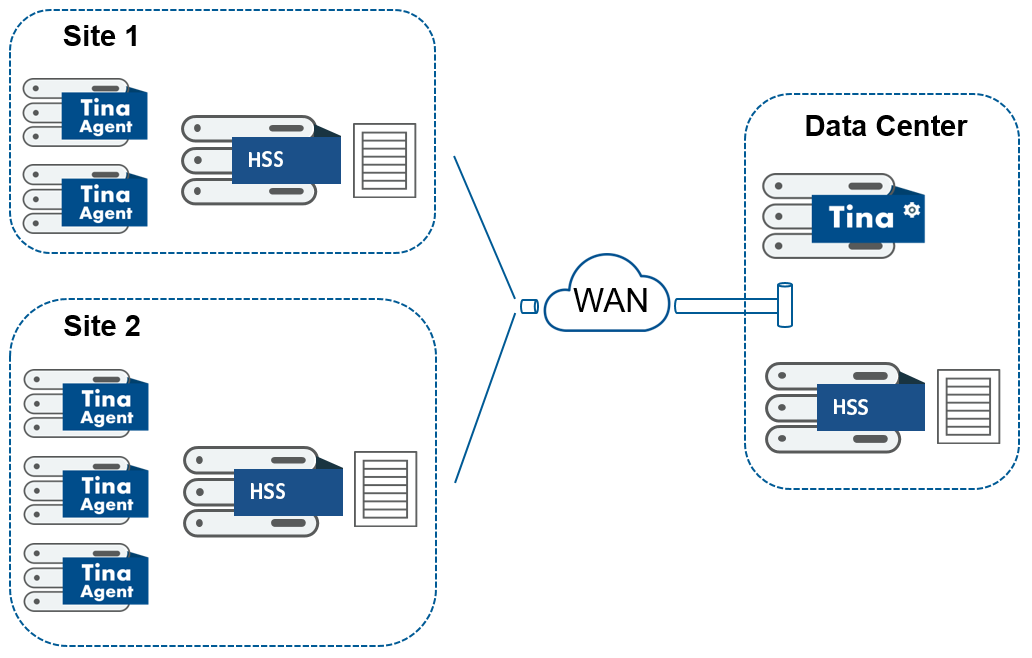 Site 1
Tina
Agent
Tina
Agent
HSS
Site 2
Tina
Agent
Tina
Agent
Tina
Agent
HSS
WAN
Data Center
Tina
HSS